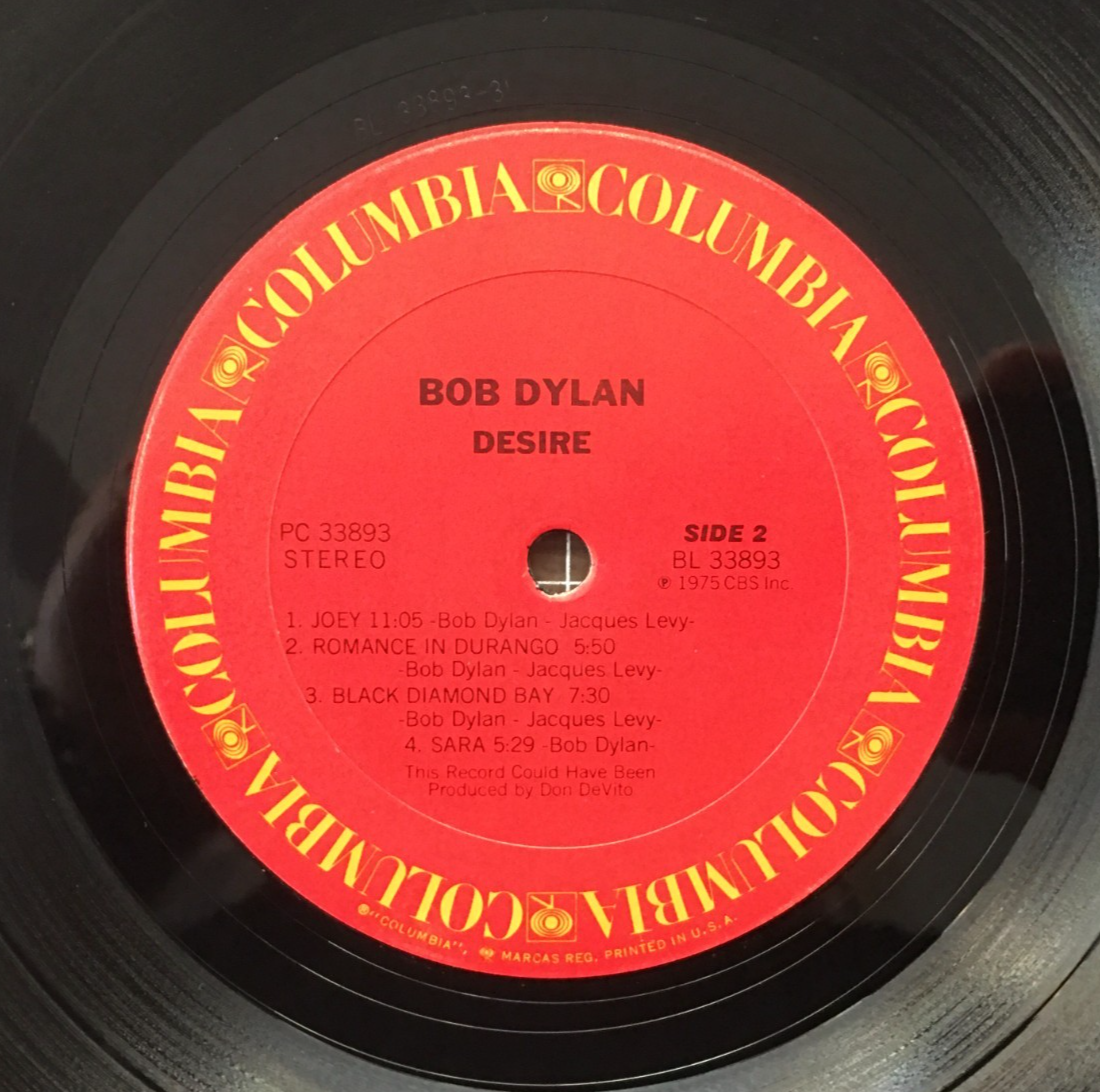 COLUMBIA COLUMBIA COLUMBIA COLUMBIA COLUMBIA COLUMBIA
BOB DYLAN
DESIRE
PC 33893
STEREO
SIDE 2
BL 33893
℗ 1975 CBS Inc.
1. JOEY 11:05 -Bob Dylan - Jacques Levy-
2. ROMANCE IN DURANGO 5:50
-Bob Dylan - Jacques Levy-
3. BLACK DIAMOND BAY 7:30
-Bob Dylan - Jacques Levy-
4. SARA 5:29 -Bob Dylan-
This Record Could Have Been
Produced by Don DeVito
®"COLUMBIA", MARCAS REG. PRINTED IN U.S.A.